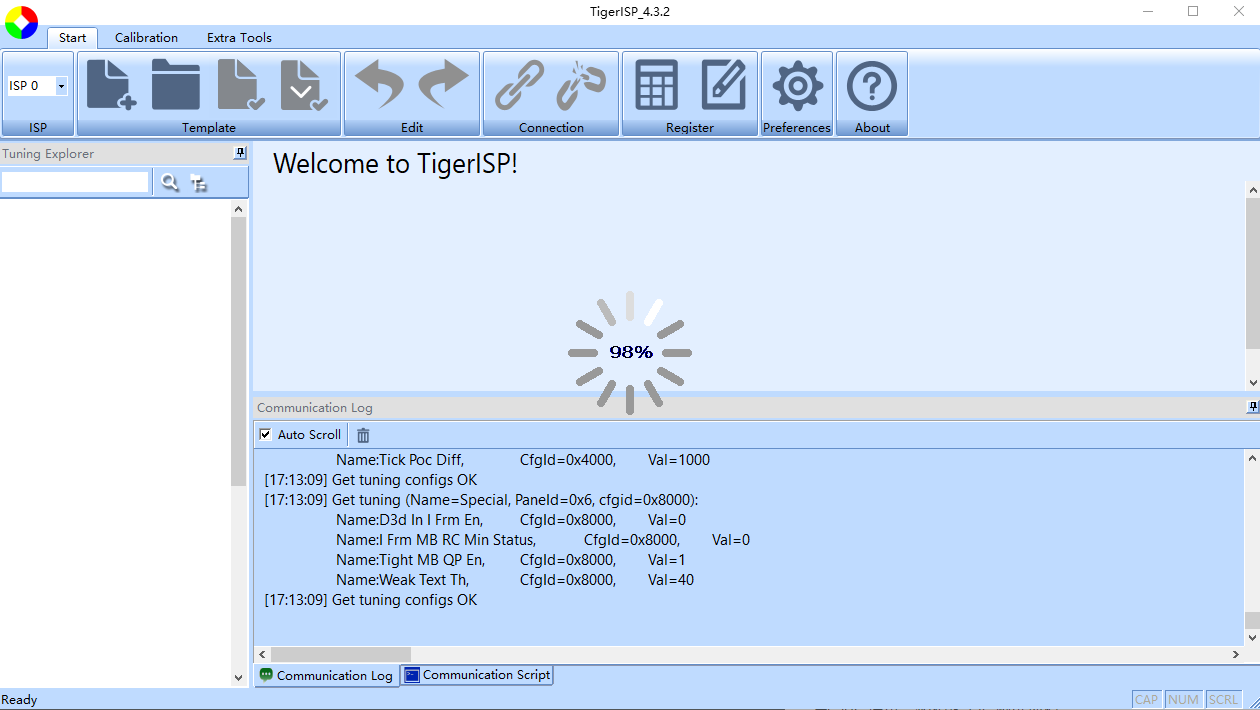 TigerISP_4.3.2
Start Calibration Extra Tools
ISP 0
ISP Template Edit Connection Register Preferences About
Tuning Explorer
Welcome to TigerISP!
98%
Communication Log
Auto Scroll
Name:Tick Poc Diff, CfgId=0x4000, Val=1000
[17:13:09] Get tuning configs OK
[17:13:09] Get tuning (Name=Special, PaneId=0x6, cfgid=0x8000):
Name:D3d In I Frm En, CfgId=0x8000, Val=0
Name:I Frm MB RC Min Status, CfgId=0x8000, Val=0
Name:Tight MB QP En, CfgId=0x8000, Val=1
Name:Weak Text Th, CfgId=0x8000, Val=40
[17:13:09] Get tuning configs OK
Communication Log Communication Script
Ready CAP NUM SCRL